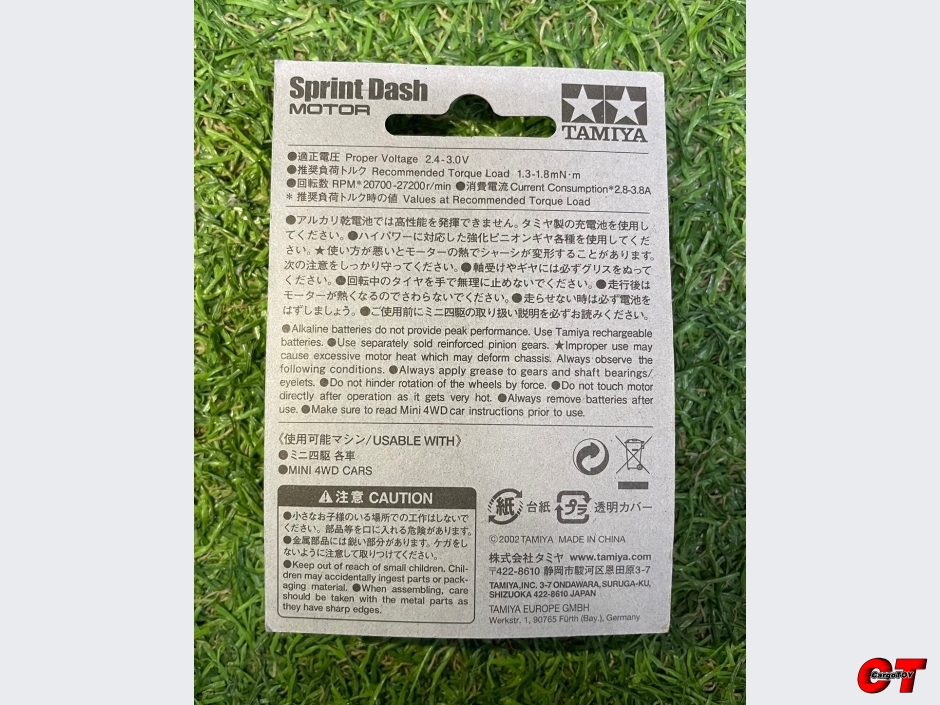 Sprint Dash
MOTOR
TAMIYA
●適正電圧 Proper Voltage 2.4-3.0V
●推奨負荷トルク Recommended Torque Load 1.3-1.8mN·m
●回転数 RPM*20700-27200r/min ●消費電流 Current Consumption*2.8-3.8A
* 推奨負荷トルク時の値 Values at Recommended Torque Load
●アルカリ乾電池では高性能を発揮できません。タミヤ製の充電池を使用し
てください。●ハイパワーに対応した強化ピニオンギヤ各種を使用してくだ
さい。★使い方が悪いとモーターの熱でシャーシが変形することがあります。
次の注意をしっかり守ってください。●軸受けやギヤには必ずグリスをぬって
ください。●回転中のタイヤを手で無理に止めないでください。●走行後は
モーターが熱くなるのでさわらないでください。●走らせない時は必ず電池を
はずしましょう。●ご使用前にミニ四駆の取り扱い説明を必ずお読みください。
●Alkaline batteries do not provide peak performance. Use Tamiya rechargeable
batteries. ●Use separately sold reinforced pinion gears. ★Improper use may
cause excessive motor heat which may deform chassis. Always observe the
following conditions. ●Always apply grease to gears and shaft bearings/
eyelets. ●Do not hinder rotation of the wheels by force. ●Do not touch motor
directly after operation as it gets very hot. ●Always remove batteries after
use. ●Make sure to read Mini 4WD car instructions prior to use.
《使用可能マシン/USABLE WITH》
●ミニ四駆 各車
●MINI 4WD CARS
注意 CAUTION
●小さなお子様のいる場所での工作はしないで
ください。部品等を口に入れる危険があります。
●金属部品には鋭い部分があります。ケガをし
ないように注意して取りつけてください。
●Keep out of reach of small children. Chil-
dren may accidentally ingest parts or pack-
aging material. ●When assembling, care
should be taken with the metal parts as
they have sharp edges.
紙 台紙 プラ 透明カバー
©2002 TAMIYA MADE IN CHINA
株式会社タミヤ www.tamiya.com
〒422-8610 静岡市駿河区恩田原3-7
TAMIYA,INC. 3-7 ONDAWARA, SURUGA-KU,
SHIZUOKA 422-8610 JAPAN
TAMIYA EUROPE GMBH
Werkstr. 1, 90765 Fürth (Bay.), Germany
CT
CargoTOY